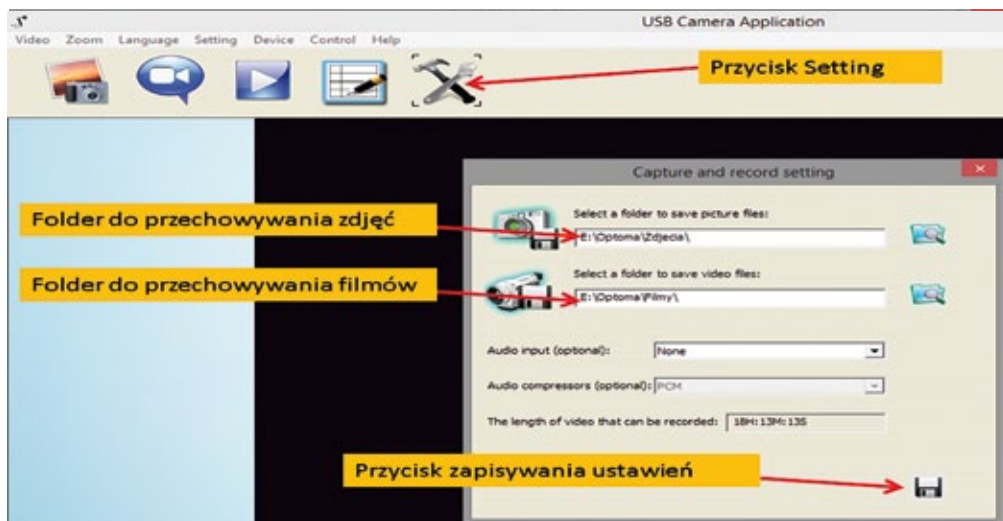 USB Camera Application
Video Zoom Language Setting Device Control Help
Przycisk Setting
Capture and record setting
Folder do przechowywania zdjęć
Select a folder to save picture files:
E:\Optoma\Zdjecia\
Folder do przechowywania filmów
Select a folder to save video files:
E:\Optoma\Filmy\
Audio input (optional): None
Audio compressors (optional): PCM
The length of video that can be recorded: 18H:13M:13S
Przycisk zapisywania ustawień